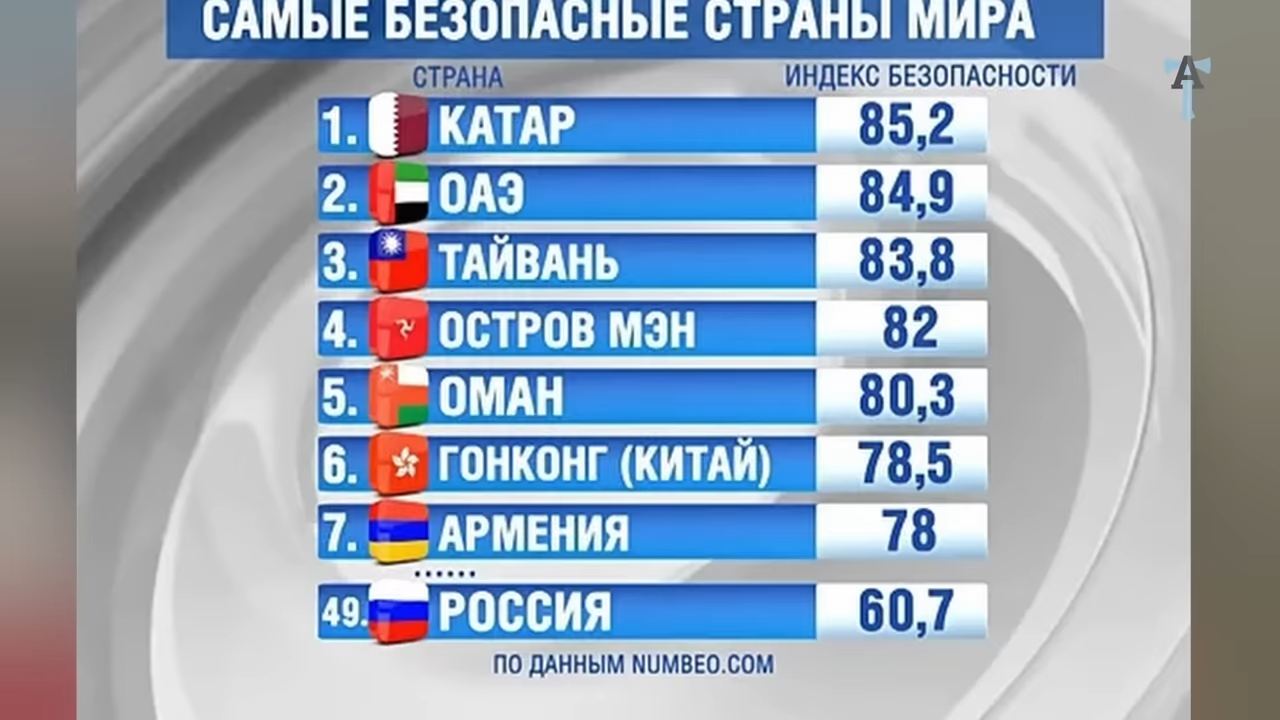 САМЫЕ БЕЗОПАСНЫЕ СТРАНЫ МИРА
СТРАНА ИНДЕКС БЕЗОПАСНОСТИ
1. КАТАР 85,2
2. ОАЭ 84,9
3. ТАЙВАНЬ 83,8
4. ОСТРОВ МЭН 82
5. ОМАН 80,3
6. ГОНКОНГ (КИТАЙ) 78,5
7. АРМЕНИЯ 78
......
49. РОССИЯ 60,7
ПО ДАННЫМ NUMBEO.COM
А